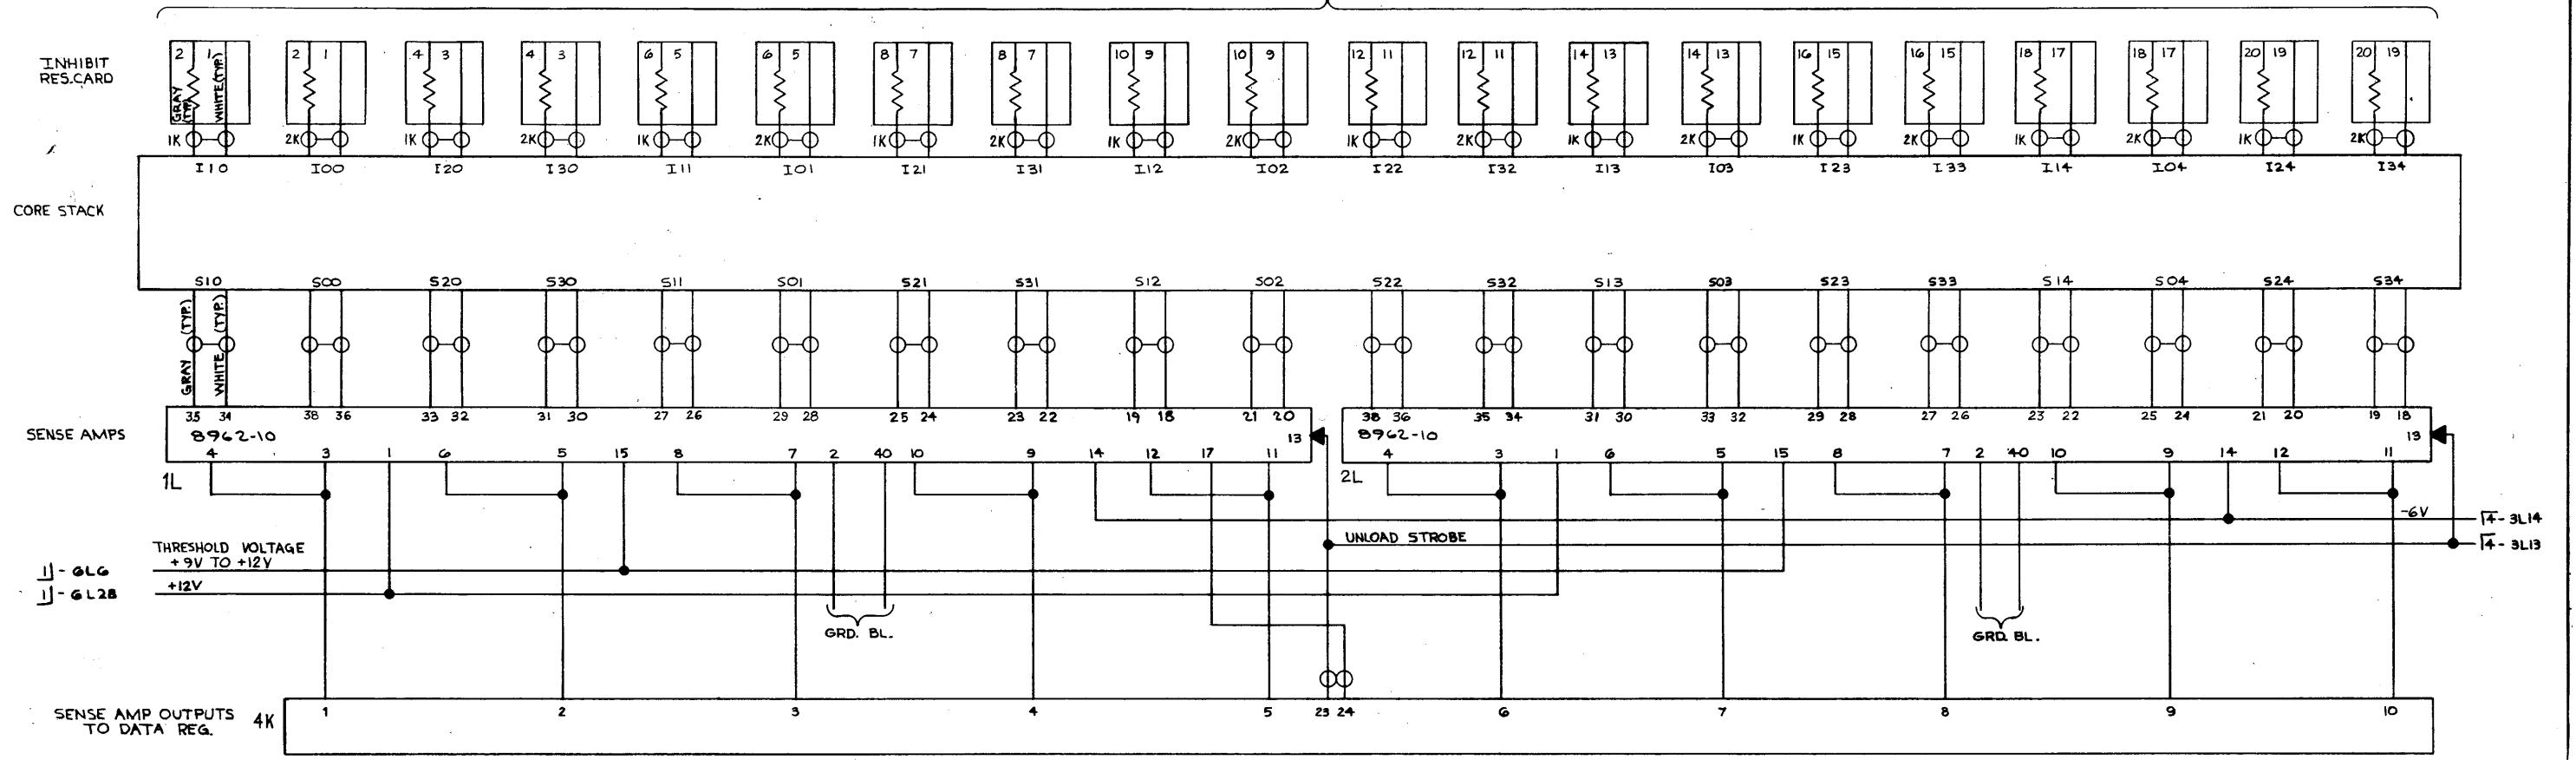 INHIBIT
RES.CARD
2 1 2 1 4 3 4 3 6 5 6 5 8 7 8 7 10 9 10 9 12 11 12 11 14 13 14 13 16 15 16 15 18 17 18 17 20 19 20 19
GRAY (TYP.) WHITE (TYP.)
1K 2K 1K 2K 1K 2K 1K 2K 1K 2K 1K 2K 1K 2K 1K 2K 1K 2K 1K 2K
I10 I00 I20 I30 I11 I01 I21 I31 I12 I02 I22 I32 I13 I03 I23 I33 I14 I04 I24 I34
CORE STACK
S10 S00 S20 S30 S11 S01 S21 S31 S12 S02 S22 S32 S13 S03 S23 S33 S14 S04 S24 S34
GRAY (TYP.) WHITE (TYP.)
35 34 38 36 33 32 31 30 27 26 29 28 25 24 23 22 19 18 21 20 38 36 35 34 31 30 33 32 29 28 27 26 23 22 25 24 21 20 19 18
SENSE AMPS
8962-10 13 8962-10 13
4 3 1 6 5 15 8 7 2 40 10 9 14 12 17 11 4 3 1 6 5 15 8 7 2 40 10 9 14 12 11
1L 2L
-6V 4 - 3L14
UNLOAD STROBE 4 - 3L13
THRESHOLD VOLTAGE
1 - 6L6 +9V TO +12V
1 - 6L28 +12V
GRD. BL. GRD. BL.
SENSE AMP OUTPUTS
TO DATA REG.
4K 1 2 3 4 5 23 24 6 7 8 9 10